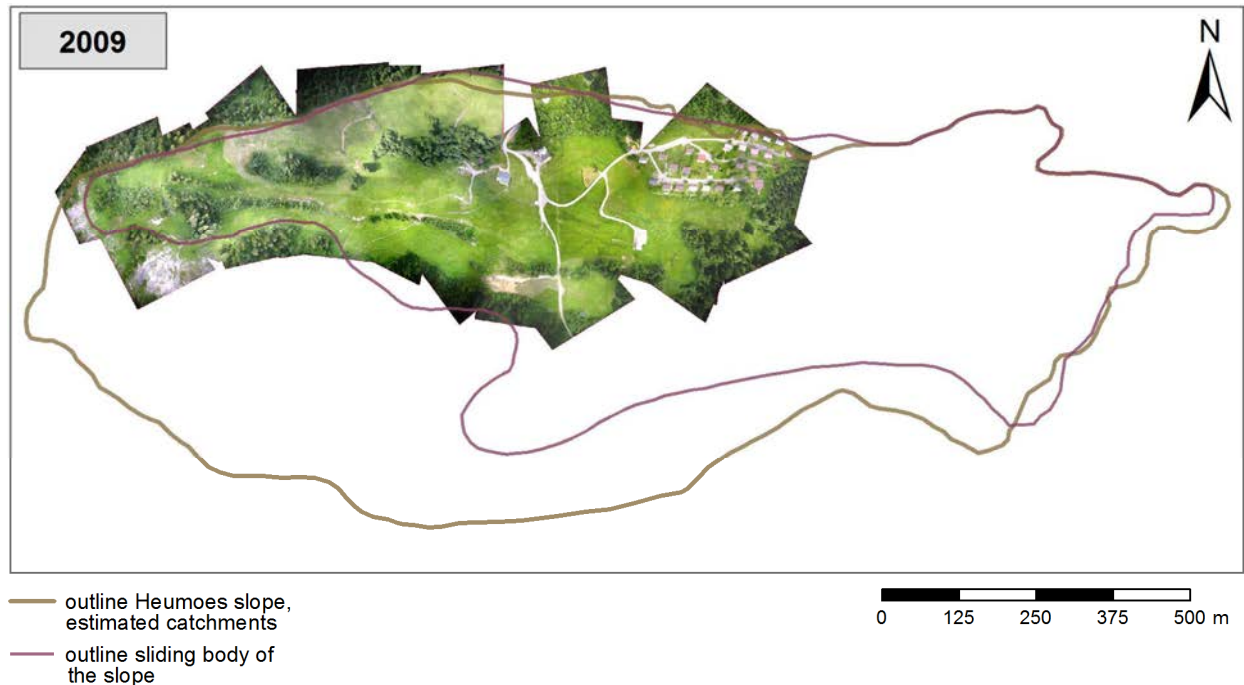 2009
N
outline Heumoes slope,
estimated catchments
outline sliding body of
the slope
0 125 250 375 500 m